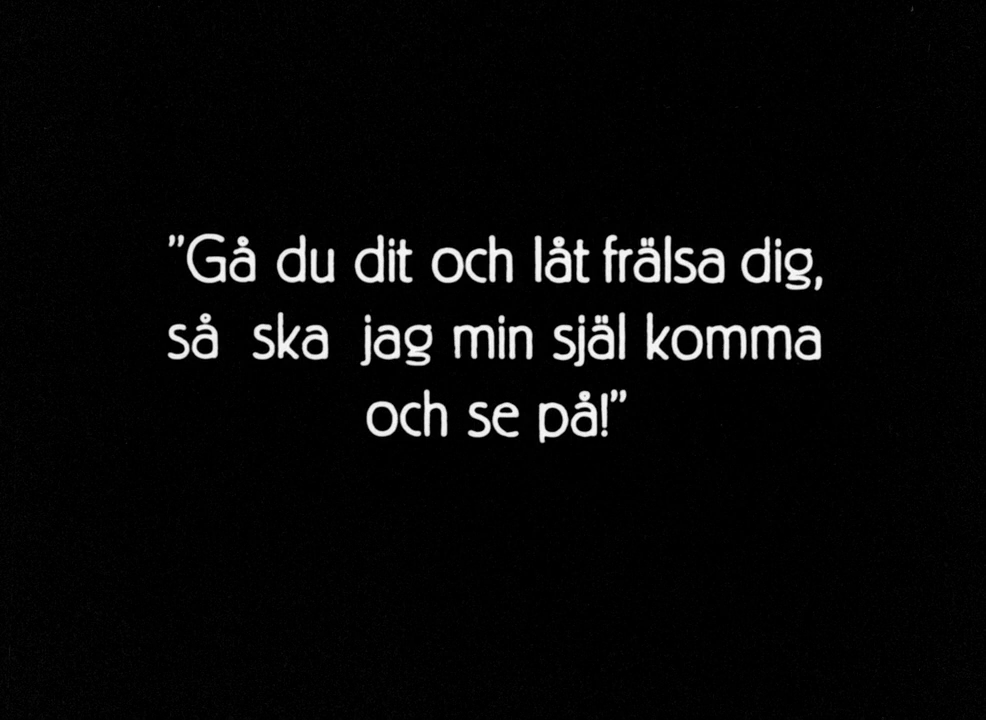 ”Gå du dit och låt frälsa dig,
så ska jag min själ komma
och se på!”